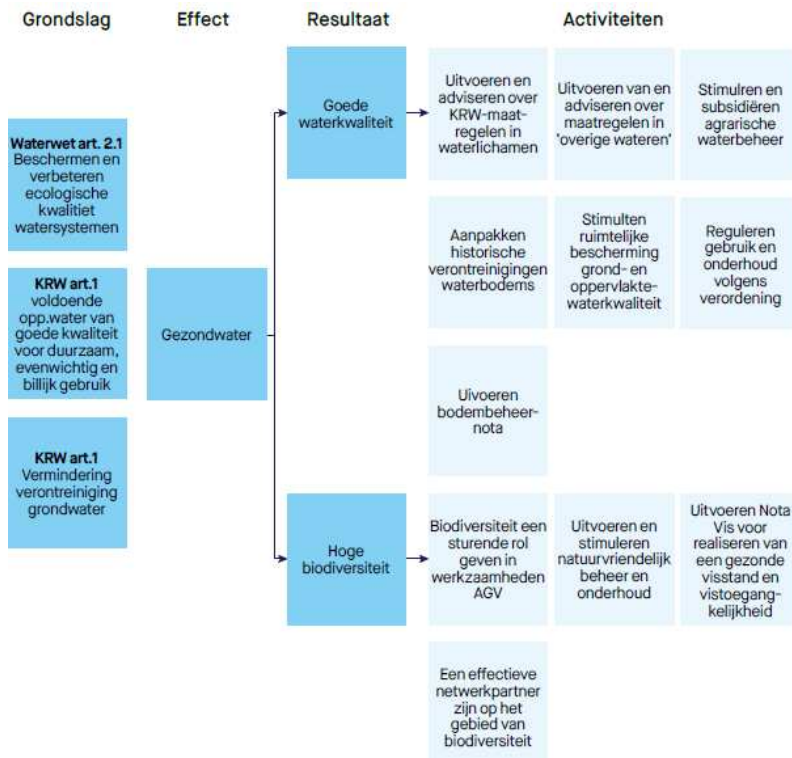 Grondslag
Effect
Resultaat
Activiteiten
Waterwet art. 2.1
Beschermen en
verbeteren
ecologische
kwalitiet
watersystemen
KRW art.1
voldoende
opp.water van
goede kwaliteit
voor duurzaam,
evenwichtig en
billijk gebruik
KRW art.1
Vermindering
verontreiniging
grondwater
Gezondwater
Goede
waterkwaliteit
Uitvoeren en
adviseren over
KRW-maat-
regelen in
waterlichamen
Uitvoeren van en
adviseren over
maatregelen in
'overige wateren'
Stimulren en
subsidiëren
agrarische
waterbeheer
Aanpakken
historische
verontreinigingen
waterbodems
Stimulten
ruimtelijke
bescherming
grond- en
oppervlakte-
waterkwaliteit
Reguleren
gebruik en
onderhoud
volgens
verordening
Uivoeren
bodembeheer-
nota
Hoge
biodiversiteit
Biodiversiteit een
sturende rol
geven in
werkzaamheden
AGV
Uitvoeren en
stimuleren
natuurvriendelijk
beheer en
onderhoud
Uitvoeren Nota
Vis voor
realiseren van
een gezonde
visstand en
vistoegang-
kelijkheid
Een effectieve
netwerkpartner
zijn op het
gebied van
biodiversiteit